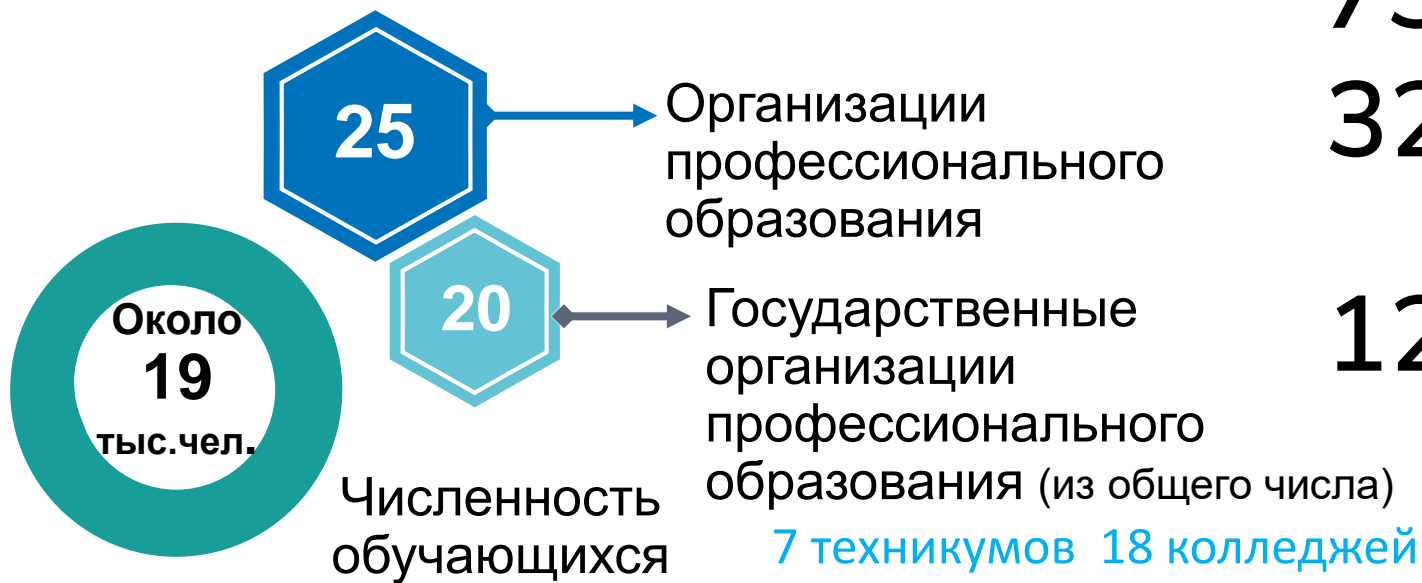 25
Организации
профессионального
образования
32
20
Государственные
организации
профессионального
образования (из общего числа)
12
Около
19
тыс.чел.
Численность
обучающихся
7 техникумов 18 колледжей